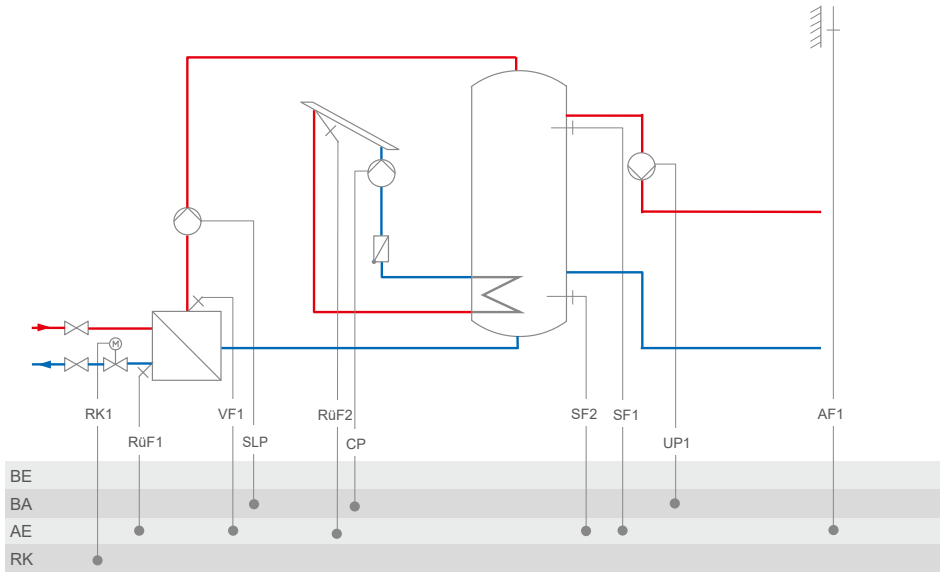 M
RK1
VF1
RüF2
SF2
SF1
AF1
RüF1
SLP
CP
UP1
BE
BA
AE
RK